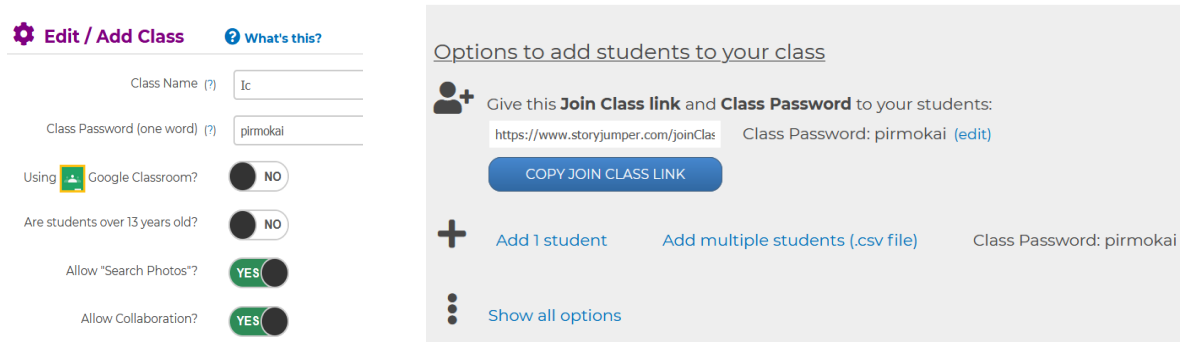 Edit / Add Class
What's this?
Class Name (?)
Ic
Class Password (one word) (?)
pirmokai
Using Google Classroom?
NO
Are students over 13 years old?
NO
Allow "Search Photos"?
YES
Allow Collaboration?
YES
Options to add students to your class
Give this Join Class link and Class Password to your students:
https://www.storyjumper.com/joinClas
Class Password: pirmokai (edit)
COPY JOIN CLASS LINK
Add 1 student
Add multiple students (.csv file)
Class Password: pirmokai
Show all options